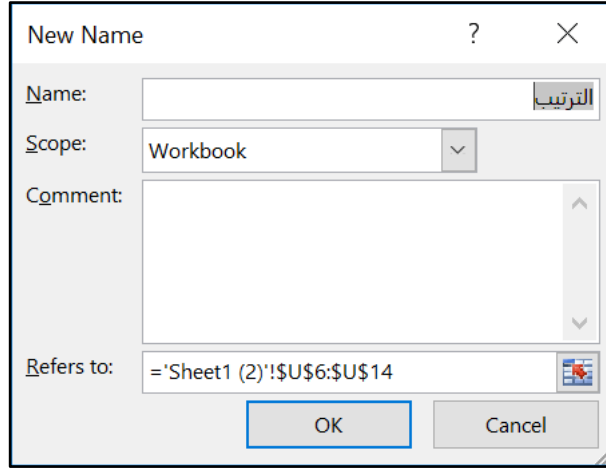 New Name ?
Name: الترتيب
Scope: Workbook
Comment:
Refers to: ='Sheet1 (2)'!$U$6:$U$14
OK Cancel